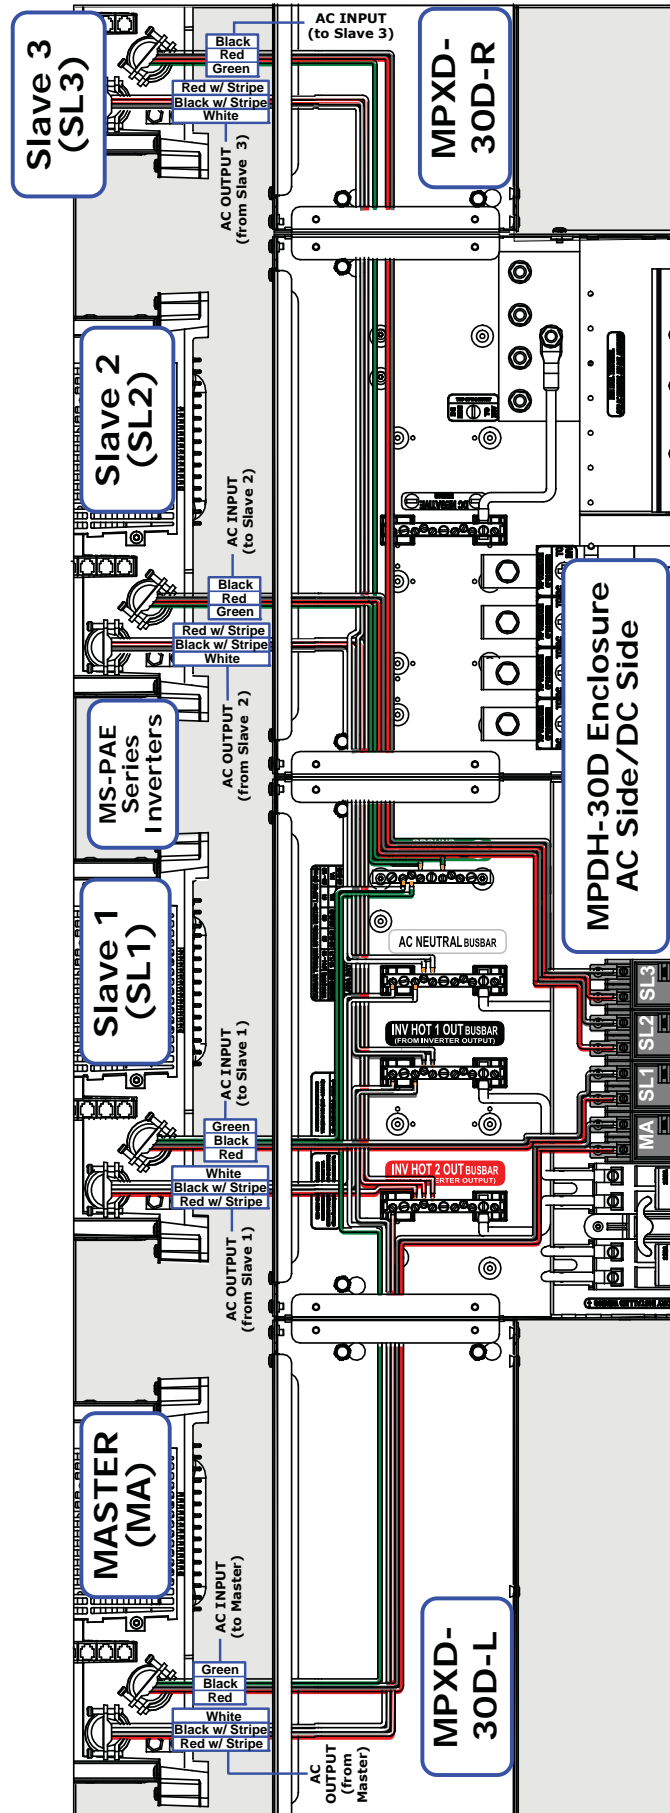 AC INPUT
(to Slave 3)
Black
Red
Green
Red w/ Stripe
Black w/ Stripe
White
AC OUTPUT
(from Slave 3)
Slave 3
(SL3)
MPXD-
30D-R
Slave 2
(SL2)
AC INPUT
(to Slave 2)
Black
Red
Green
Red w/ Stripe
Black w/ Stripe
White
AC OUTPUT
(from Slave 2)
DC NEGATIVE
MS-PAE
Series
Inverters
MPDH-30D Enclosure
AC Side/DC Side
Slave 1
(SL1)
AC NEUTRAL BUSBAR
INV HOT 1 OUT BUSBAR
(FROM INVERTER OUTPUT)
SL3
SL2
SL1
MA
AC INPUT
(to Slave 1)
Green
Black
Red
White
Black w/ Stripe
Red w/ Stripe
AC OUTPUT
(from Slave 1)
INV HOT 2 OUT BUSBAR
MASTER
(MA)
AC INPUT
(to Master)
Green
Black
Red
White
Black w/ Stripe
Red w/ Stripe
AC
OUTPUT
(from
Master)
MPXD-
30D-L